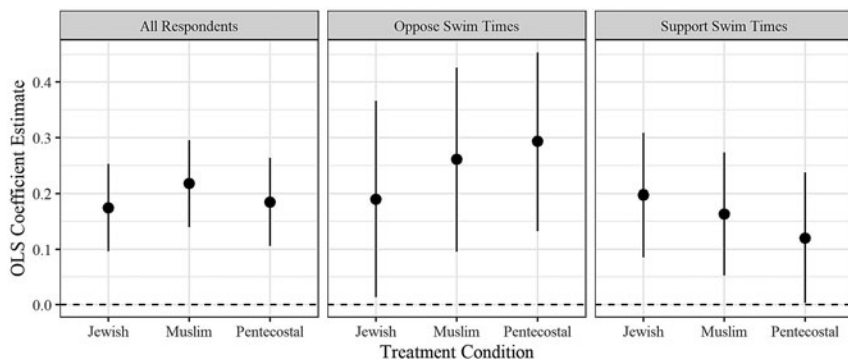 All Respondents
Oppose Swim Times
Support Swim Times
OLS Coefficient Estimate
0.4
0.3
0.2
0.1
0.0
Jewish Muslim Pentecostal
Jewish Muslim Pentecostal
Jewish Muslim Pentecostal
Treatment Condition